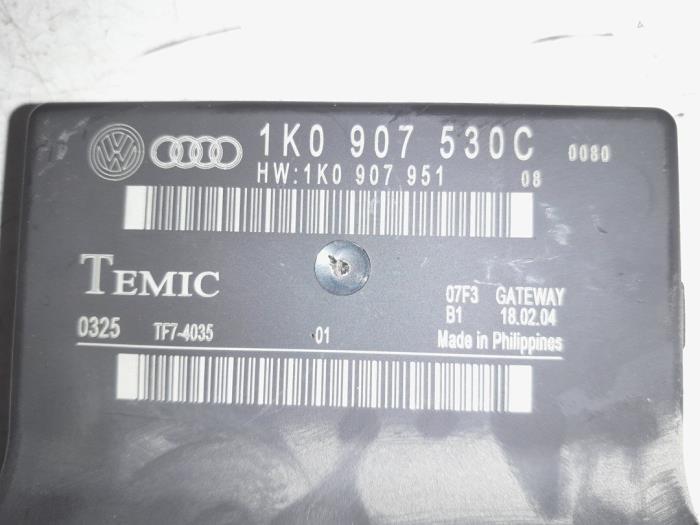 1K0 907 530C 0080
HW:1K0 907 951 08
TEMIC
07F3 GATEWAY
B1 18.02.04
0325 TF7-4035 01 Made in Philippines